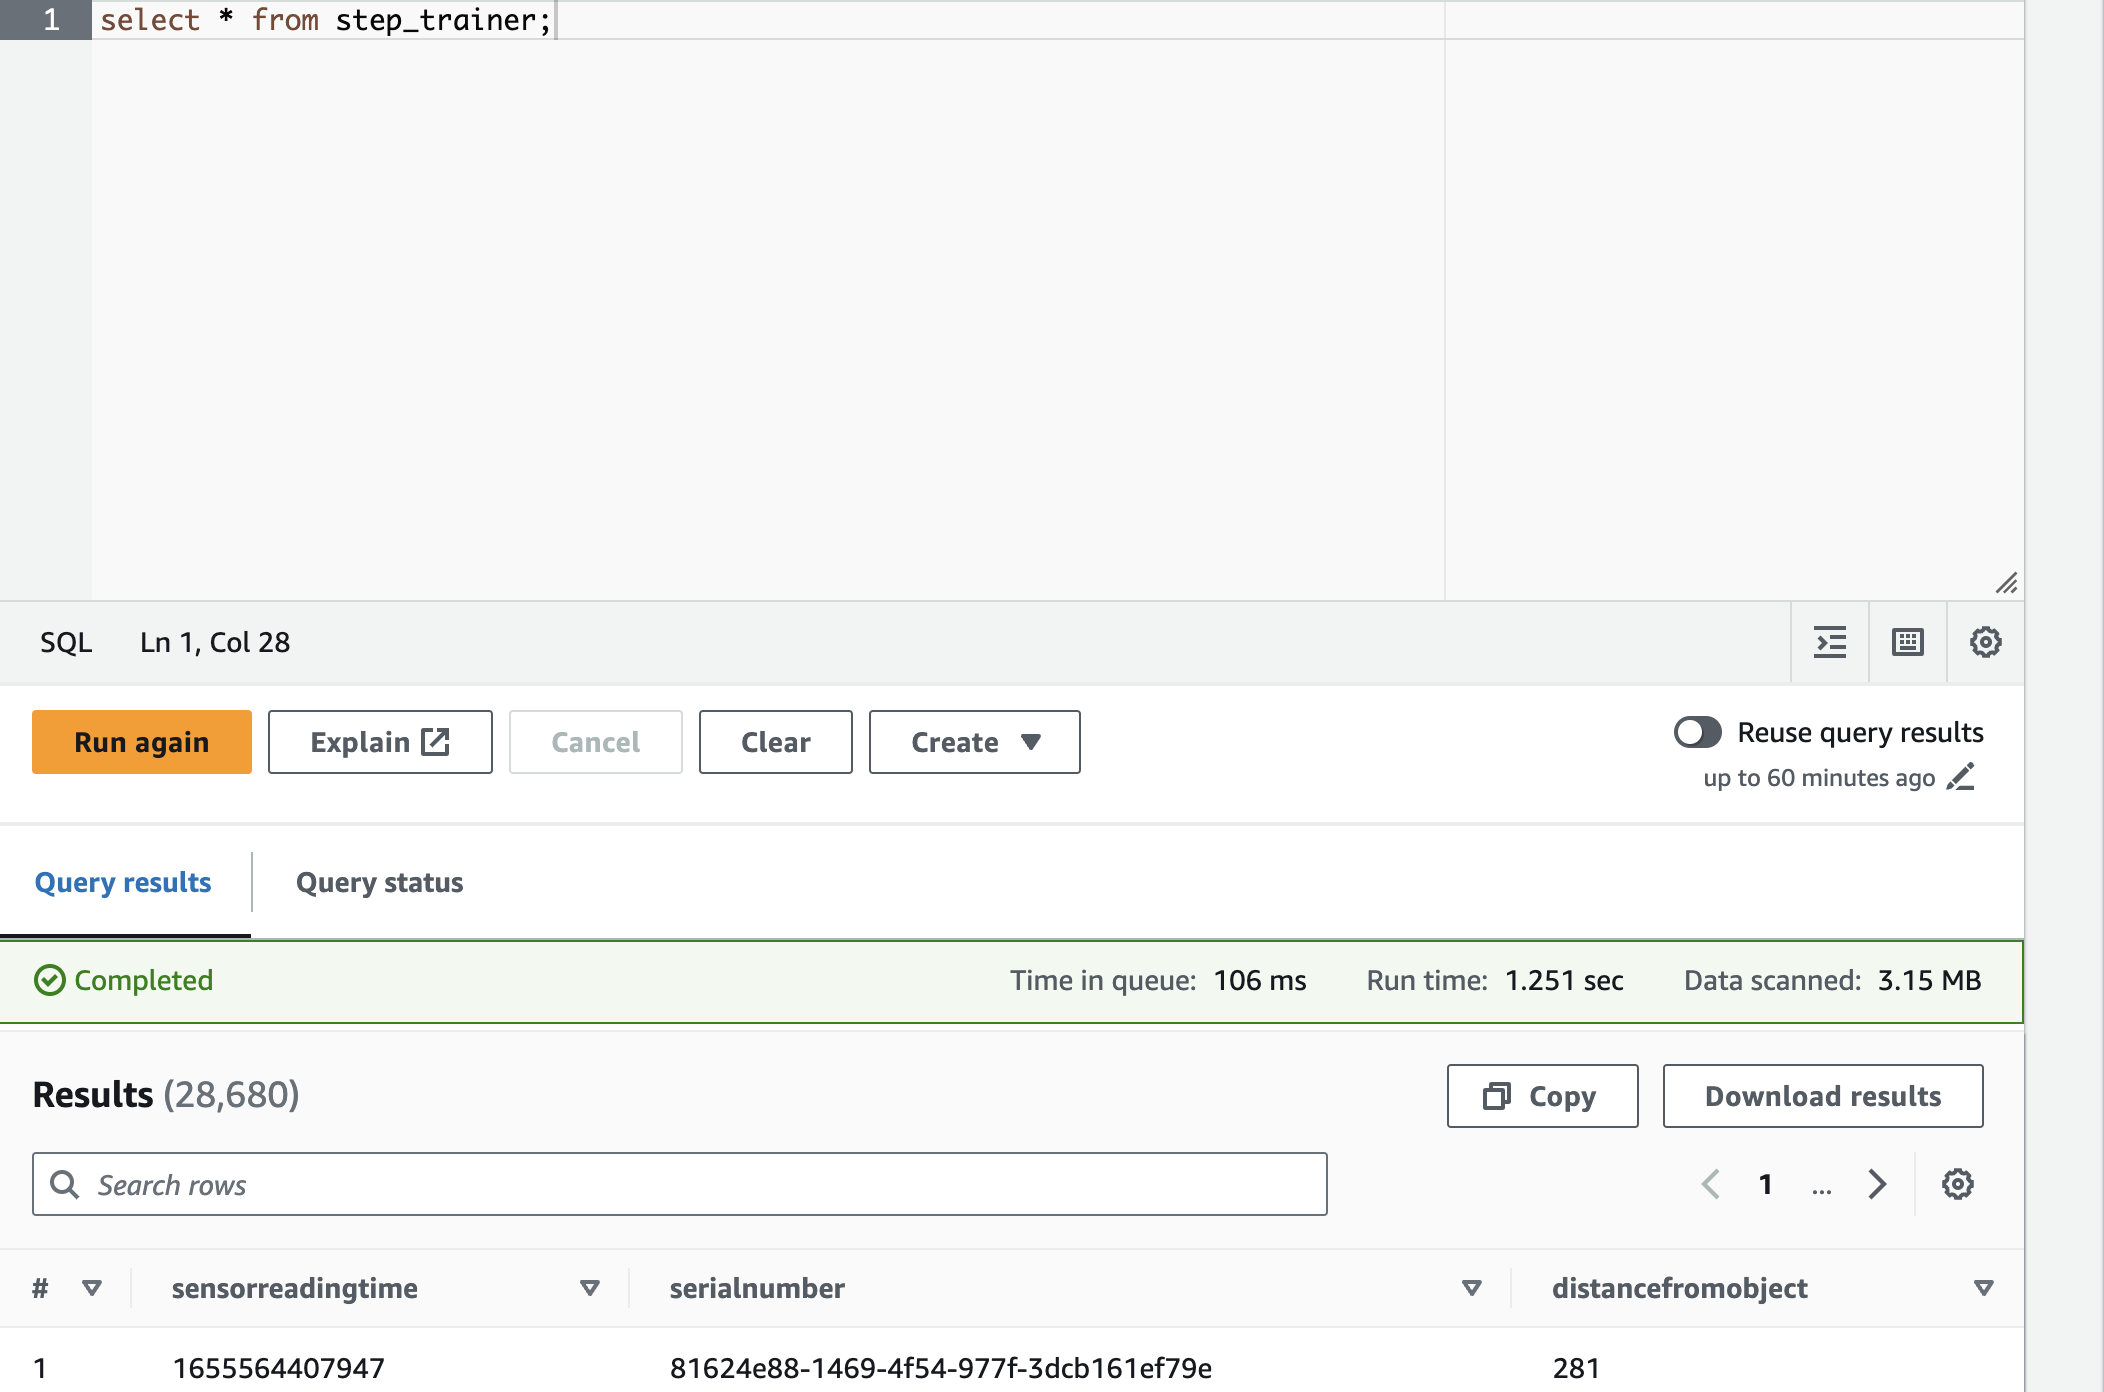 1 select * from step_trainer;
SQL Ln 1, Col 28
Run again Explain Cancel Clear Create Reuse query results
up to 60 minutes ago
Query results Query status
Completed Time in queue: 106 ms Run time: 1.251 sec Data scanned: 3.15 MB
Results (28,680) Copy Download results
Search rows 1 ...
# sensorreadingtime serialnumber distancefromobject
1 1655564407947 81624e88-1469-4f54-977f-3dcb161ef79e 281